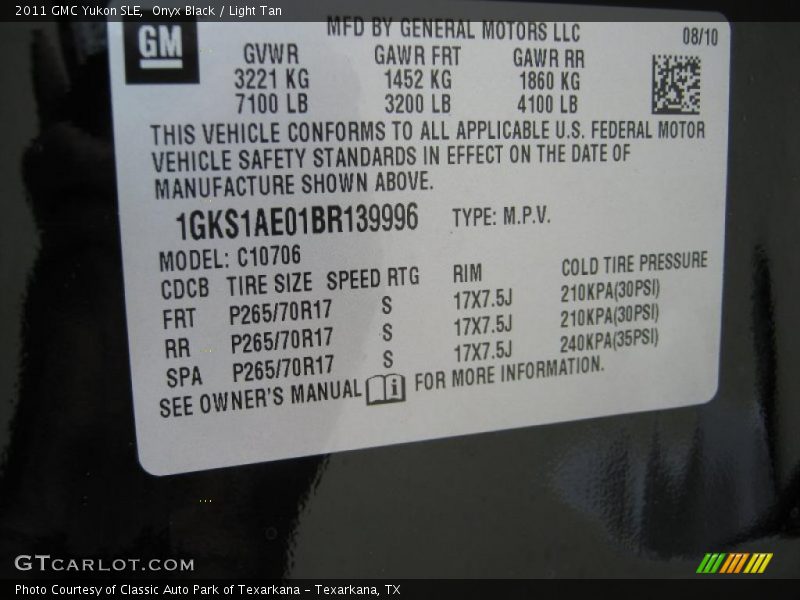 2011 GMC Yukon SLE, Onyx Black / Light Tan
GM
MFD BY GENERAL MOTORS LLC
08/10
GVWR GAWR FRT GAWR RR
3221 KG 1452 KG 1860 KG
7100 LB 3200 LB 4100 LB
THIS VEHICLE CONFORMS TO ALL APPLICABLE U.S. FEDERAL MOTOR
VEHICLE SAFETY STANDARDS IN EFFECT ON THE DATE OF
MANUFACTURE SHOWN ABOVE.
1GKS1AE01BR139996 TYPE: M.P.V.
MODEL: C10706
CDCB TIRE SIZE SPEED RTG RIM COLD TIRE PRESSURE
FRT P265/70R17 S 17X7.5J 210KPA(30PSI)
RR P265/70R17 S 17X7.5J 210KPA(30PSI)
SPA P265/70R17 S 17X7.5J 240KPA(35PSI)
SEE OWNER'S MANUAL i FOR MORE INFORMATION.
GTCARLOT.COM
Photo Courtesy of Classic Auto Park of Texarkana - Texarkana, TX